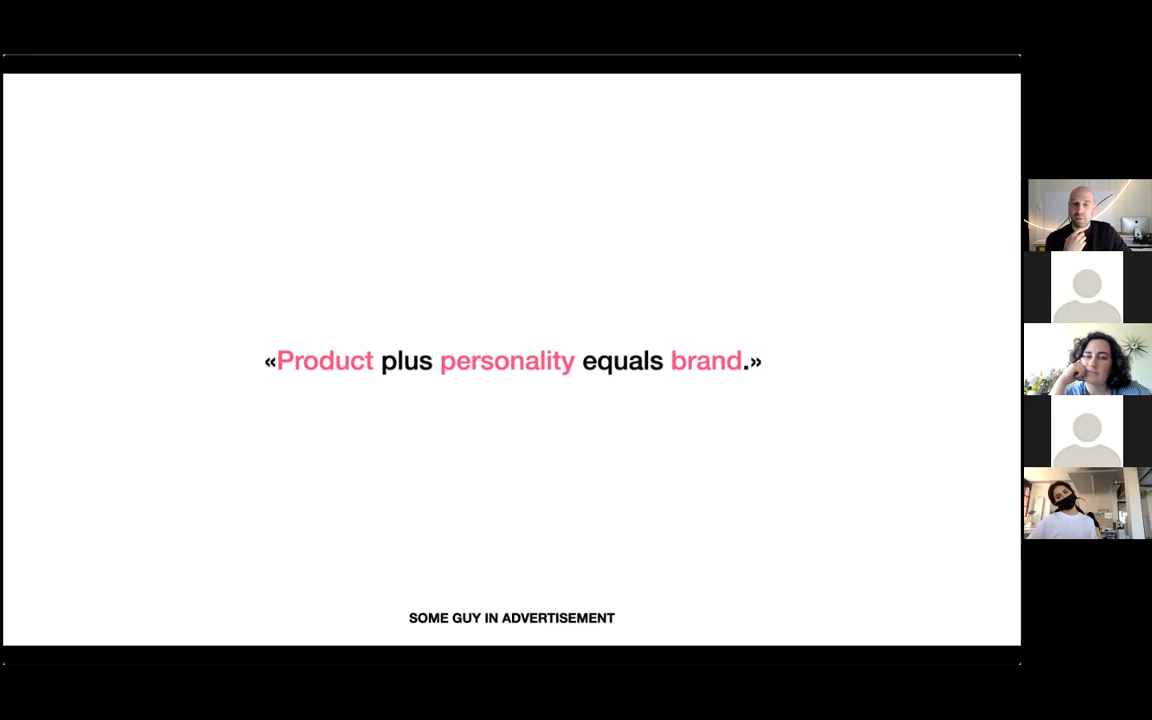 «Product plus personality equals brand.»
SOME GUY IN ADVERTISEMENT